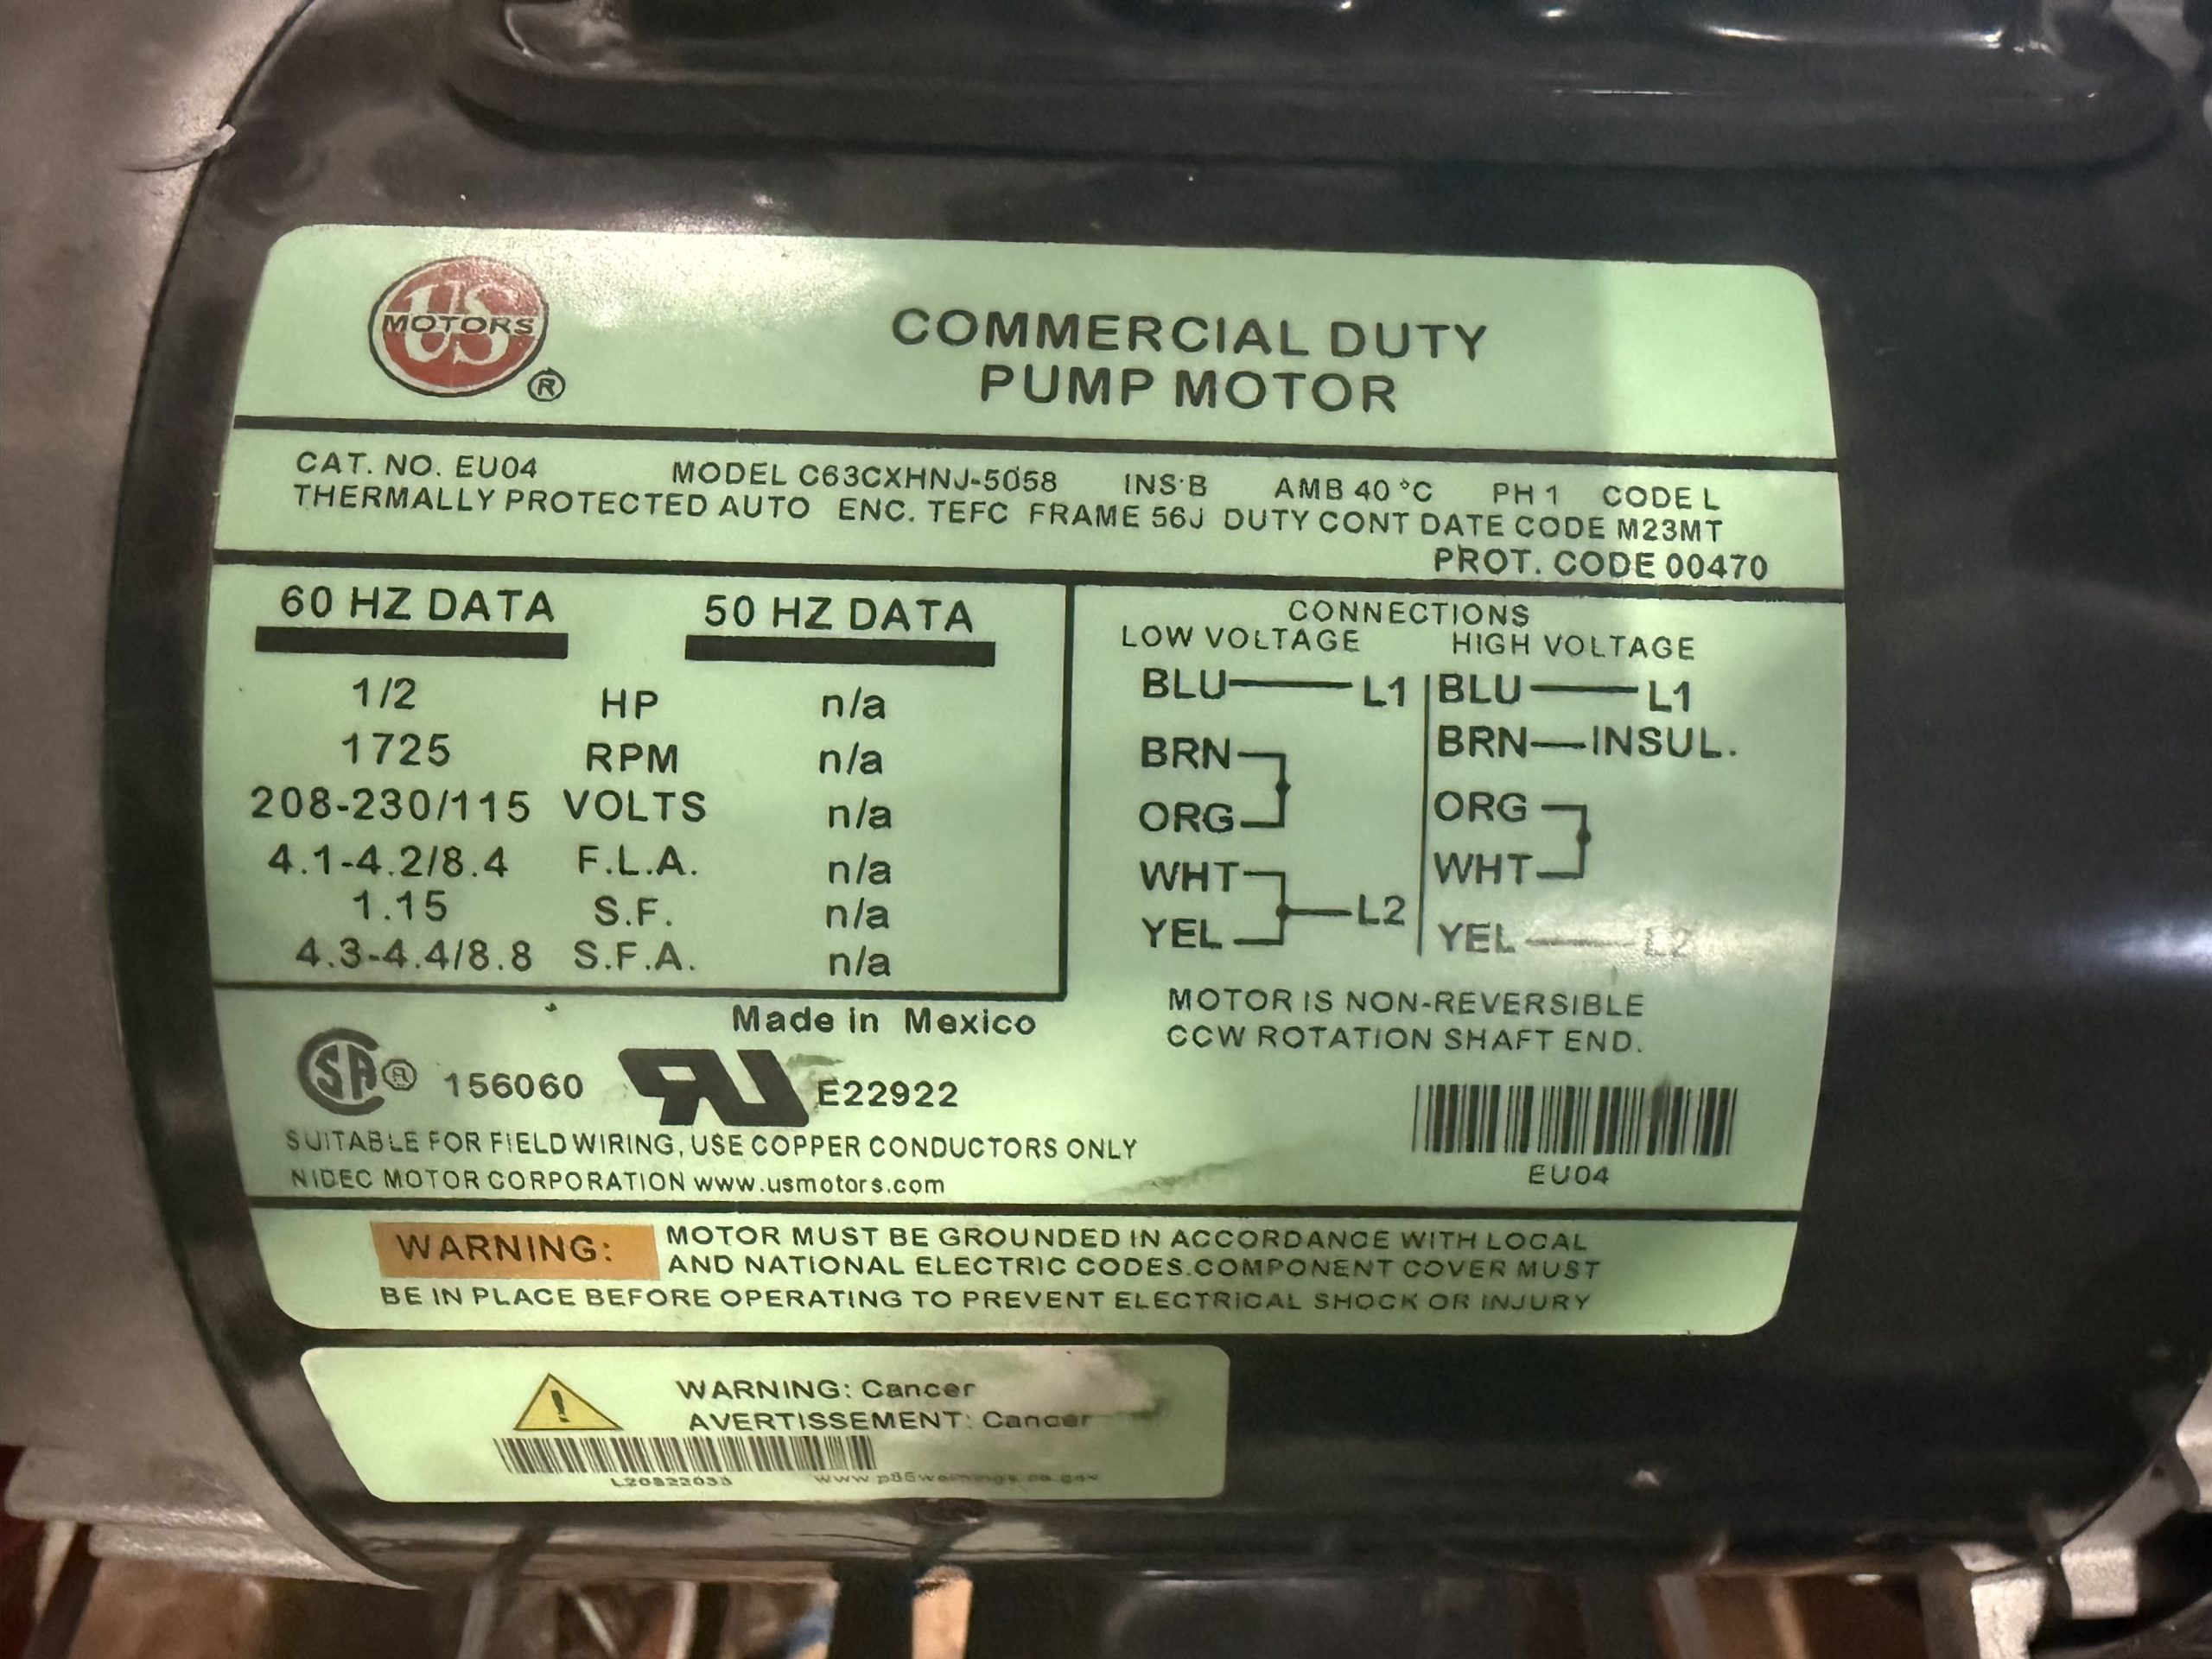 US
MOTORS
®
COMMERCIAL DUTY
PUMP MOTOR
CAT. NO. EU04 MODEL C63CXHNJ-5058 INS·B AMB 40 °C PH 1 CODE L
THERMALLY PROTECTED AUTO ENC. TEFC FRAME 56J DUTY CONT DATE CODE M23MT
PROT. CODE 00470
60 HZ DATA 50 HZ DATA
1/2 HP n/a
1725 RPM n/a
208-230/115 VOLTS n/a
4.1-4.2/8.4 F.L.A. n/a
1.15 S.F. n/a
4.3-4.4/8.8 S.F.A. n/a
CONNECTIONS
LOW VOLTAGE HIGH VOLTAGE
BLU L1 BLU L1
BRN BRN INSUL.
ORG ORG
WHT WHT
L2
YEL YEL L2
MOTOR IS NON-REVERSIBLE
CCW ROTATION SHAFT END.
Made in Mexico
SA ® 156060 RU E22922
EU04
SUITABLE FOR FIELD WIRING, USE COPPER CONDUCTORS ONLY
NIDEC MOTOR CORPORATION www.usmotors.com
WARNING: MOTOR MUST BE GROUNDED IN ACCORDANCE WITH LOCAL
AND NATIONAL ELECTRIC CODES.COMPONENT COVER MUST
BE IN PLACE BEFORE OPERATING TO PREVENT ELECTRICAL SHOCK OR INJURY
WARNING: Cancer
AVERTISSEMENT: Cancer